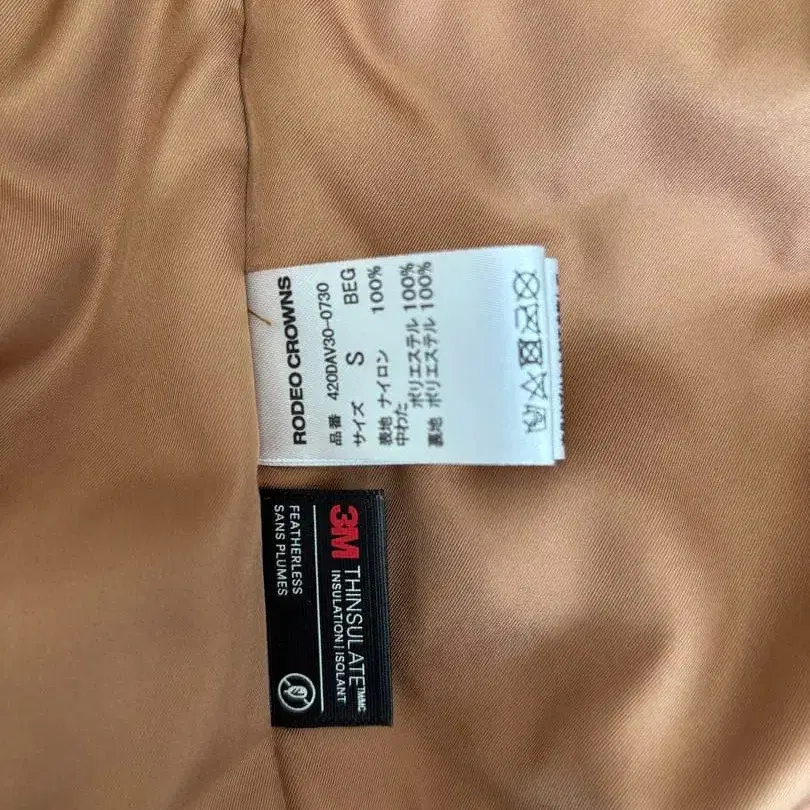 RODEO CROWNS
品番 420DAV30-0730
サイズ S BEG
表地 ナイロン 100%
中わた
ポリエステル 100%
裏地 ポリエステル 100%
3M
THINSULATE™MC
INSULATION | ISOLANT
FEATHERLESS
SANS PLUMES